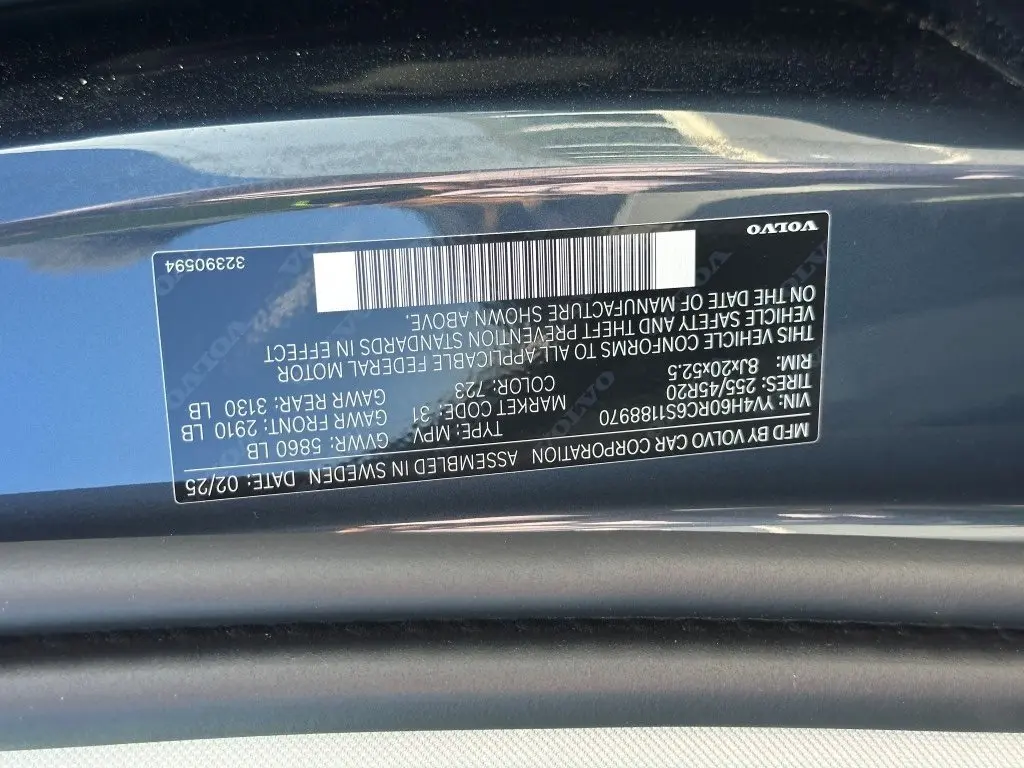 MFD BY VOLVO CAR CORPORATION ASSEMBLED IN SWEDEN DATE: 02/25
VIN: YV4H60RC6S1188970 TYPE: MPV GVWR: 5860 LB
TIRES: 255/45R20 MARKET CODE: 31 GAWR FRONT: 2910 LB
RIM: 8Jx20x52.5 COLOR: 723 GAWR REAR: 3130 LB
THIS VEHICLE CONFORMS TO ALL APPLICABLE FEDERAL MOTOR
VEHICLE SAFETY AND THEFT PREVENTION STANDARDS IN EFFECT
ON THE DATE OF MANUFACTURE SHOWN ABOVE.
VOLVO 32390594